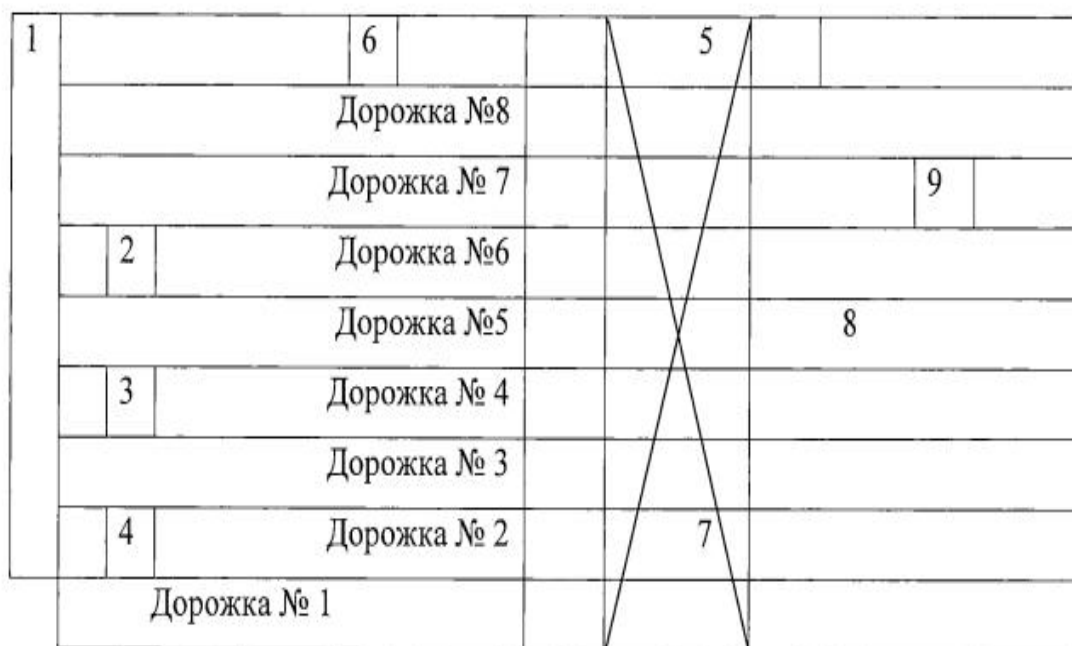 1 6 5
Дорожка №8
Дорожка № 7 9
2 Дорожка №6
Дорожка №5 8
3 Дорожка № 4
Дорожка № 3
4 Дорожка № 2 7
Дорожка № 1